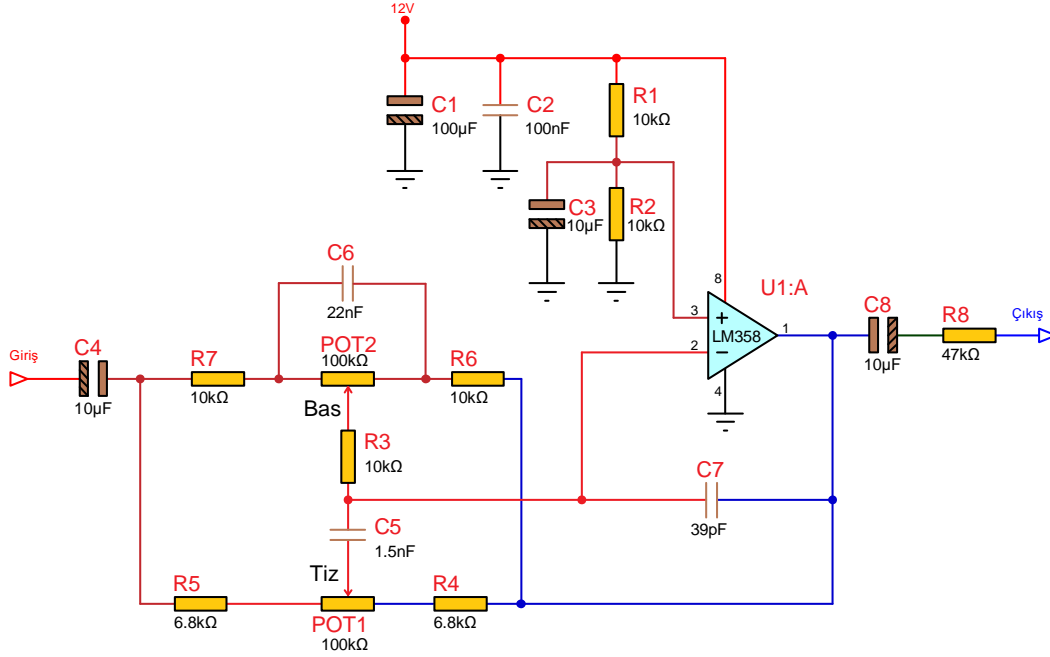 12V
C1
100µF
C2
100nF
R1
10kΩ
C3
10µF
R2
10kΩ
C6
22nF
8
U1:A
3
+
LM358
2
−
1
4
C8
10µF
R8
47kΩ
Çıkış
Giriş
C4
10µF
R7
10kΩ
POT2
100kΩ
R6
10kΩ
Bas
R3
10kΩ
C7
39pF
C5
1.5nF
Tiz
R5
6.8kΩ
POT1
100kΩ
R4
6.8kΩ